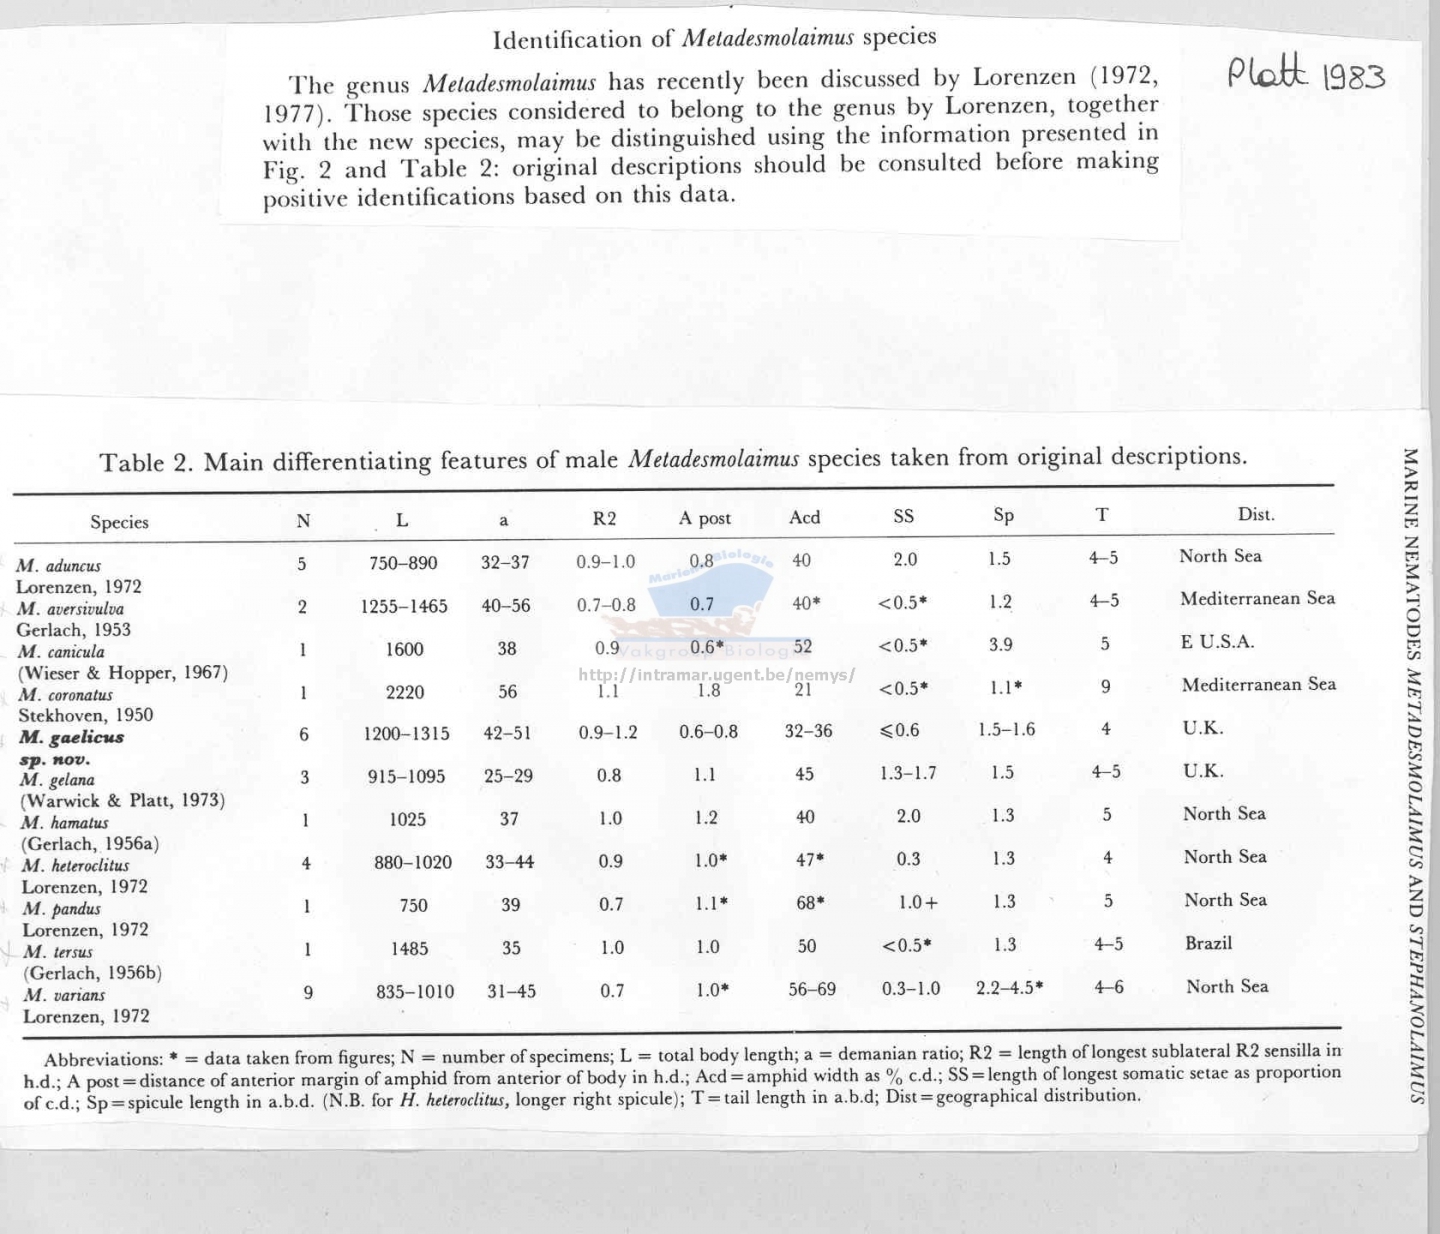 Identification of Metadesmolaimus species
Platt 1983
The genus Metadesmolaimus has recently been discussed by Lorenzen (1972,
1977). Those species considered to belong to the genus by Lorenzen, together
with the new species, may be distinguished using the information presented in
Fig. 2 and Table 2: original descriptions should be consulted before making
positive identifications based on this data.
Table 2. Main differentiating features of male Metadesmolaimus species taken from original descriptions.
Species N L a R2 A post Acd SS Sp T Dist.
M. aduncus 5 750–890 32–37 0.9–1.0 0.8 40 2.0 1.5 4–5 North Sea
Lorenzen, 1972
M. aversivulva 2 1255–1465 40–56 0.7–0.8 0.7 40* <0.5* 1.2 4–5 Mediterranean Sea
Gerlach, 1953
M. canicula 1 1600 38 0.9 0.6* 52 <0.5* 3.9 5 E U.S.A.
(Wieser & Hopper, 1967)
M. coronatus 1 2220 56 1.1 1.8 21 <0.5* 1.1* 9 Mediterranean Sea
Stekhoven, 1950
M. gaelicus 6 1200–1315 42–51 0.9–1.2 0.6–0.8 32–36 ⩽0.6 1.5–1.6 4 U.K.
sp. nov.
M. gelana 3 915–1095 25–29 0.8 1.1 45 1.3–1.7 1.5 4–5 U.K.
(Warwick & Platt, 1973)
M. hamatus 1 1025 37 1.0 1.2 40 2.0 1.3 5 North Sea
(Gerlach, 1956a)
M. heteroclitus 4 880–1020 33–44 0.9 1.0* 47* 0.3 1.3 4 North Sea
Lorenzen, 1972
M. pandus 1 750 39 0.7 1.1* 68* 1.0+ 1.3 5 North Sea
Lorenzen, 1972
M. tersus 1 1485 35 1.0 1.0 50 <0.5* 1.3 4–5 Brazil
(Gerlach, 1956b)
M. varians 9 835–1010 31–45 0.7 1.0* 56–69 0.3–1.0 2.2–4.5* 4–6 North Sea
Lorenzen, 1972
Abbreviations: * = data taken from figures; N = number of specimens; L = total body length; a = demanian ratio; R2 = length of longest sublateral R2 sensilla in
h.d.; A post=distance of anterior margin of amphid from anterior of body in h.d.; Acd=amphid width as % c.d.; SS=length of longest somatic setae as proportion
of c.d.; Sp=spicule length in a.b.d. (N.B. for H. heteroclitus, longer right spicule); T=tail length in a.b.d; Dist=geographical distribution.
MARINE NEMATODES METADESMOLAIMUS AND STEPHANOLAIMUS
Mariene Biologie
Vakgroep Biologie
http://intramar.ugent.be/nemys/